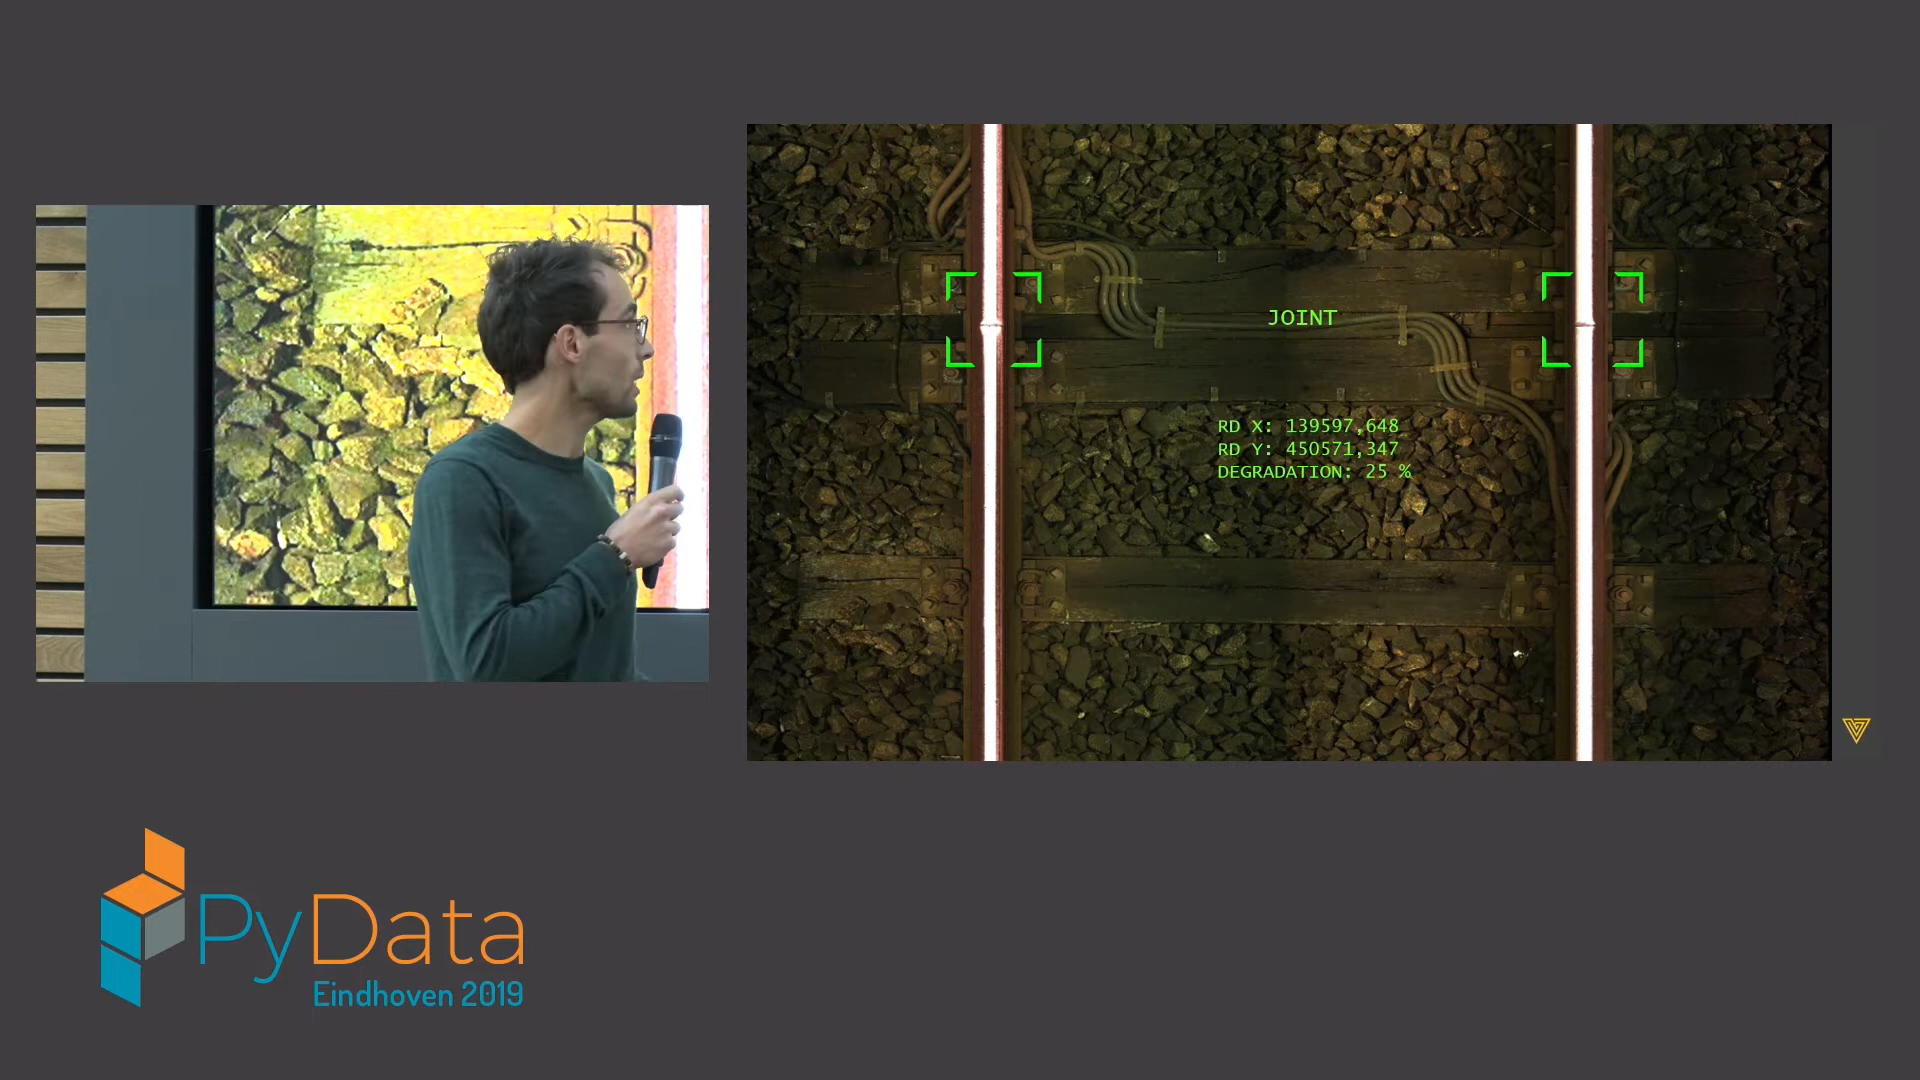 JOINT
RD X: 139597,648
RD Y: 450571,347
DEGRADATION: 25 %
PyData
Eindhoven 2019